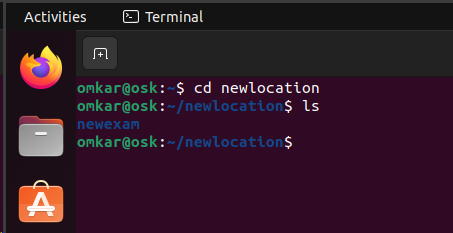 Activities Terminal
omkar@osk:~$ cd newlocation
omkar@osk:~/newlocation$ ls
newexam
omkar@osk:~/newlocation$